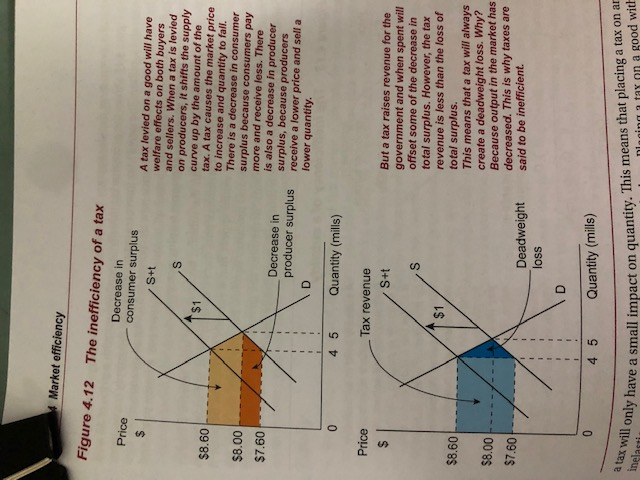 4 Market efficiency
Figure 4.12 The inefficiency of a tax
Price
$
Decrease in
consumer surplus
S+t
S
$1
$8.60
$8.00
$7.60
Decrease in
producer surplus
D
0
4 5
Quantity (mills)
A tax levied on a good will have
welfare effects on both buyers
and sellers. When a tax is levied
on producers, it shifts the supply
curve up by the amount of the
tax. A tax causes the market price
to increase and quantity to fall.
There is a decrease in consumer
surplus because consumers pay
more and receive less. There
is also a decrease in producer
surplus, because producers
receive a lower price and sell a
lower quantity.
Price
$
Tax revenue
S+t
S
$1
$8.60
$8.00
$7.60
Deadweight
loss
D
0
4 5
Quantity (mills)
But a tax raises revenue for the
government and when spent will
offset some of the decrease in
total surplus. However, the tax
revenue is less than the loss of
total surplus.
This means that a tax will always
create a deadweight loss. Why?
Because output in the market has
decreased. This is why taxes are
said to be inefficient.
a tax will only have a small impact on quantity. This means that placing a tax on an